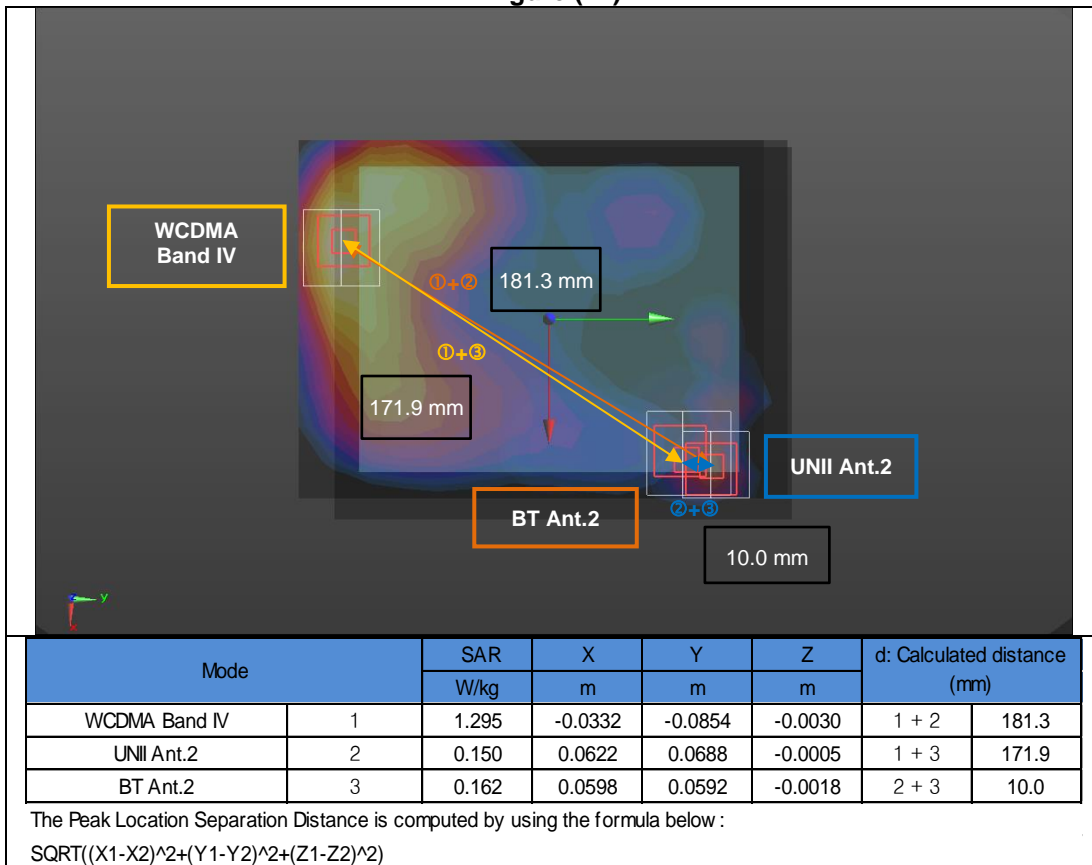 WCDMA
Band IV
①+②
181.3 mm
①+③
171.9 mm
UNII Ant.2
BT Ant.2
②+③
10.0 mm
y
x
Mode SAR X Y Z d: Calculated distance
(mm)
W/kg m m m
WCDMA Band IV 1 1.295 -0.0332 -0.0854 -0.0030 1 + 2 181.3
UNII Ant.2 2 0.150 0.0622 0.0688 -0.0005 1 + 3 171.9
BT Ant.2 3 0.162 0.0598 0.0592 -0.0018 2 + 3 10.0
The Peak Location Separation Distance is computed by using the formula below :
SQRT((X1-X2)^2+(Y1-Y2)^2+(Z1-Z2)^2)